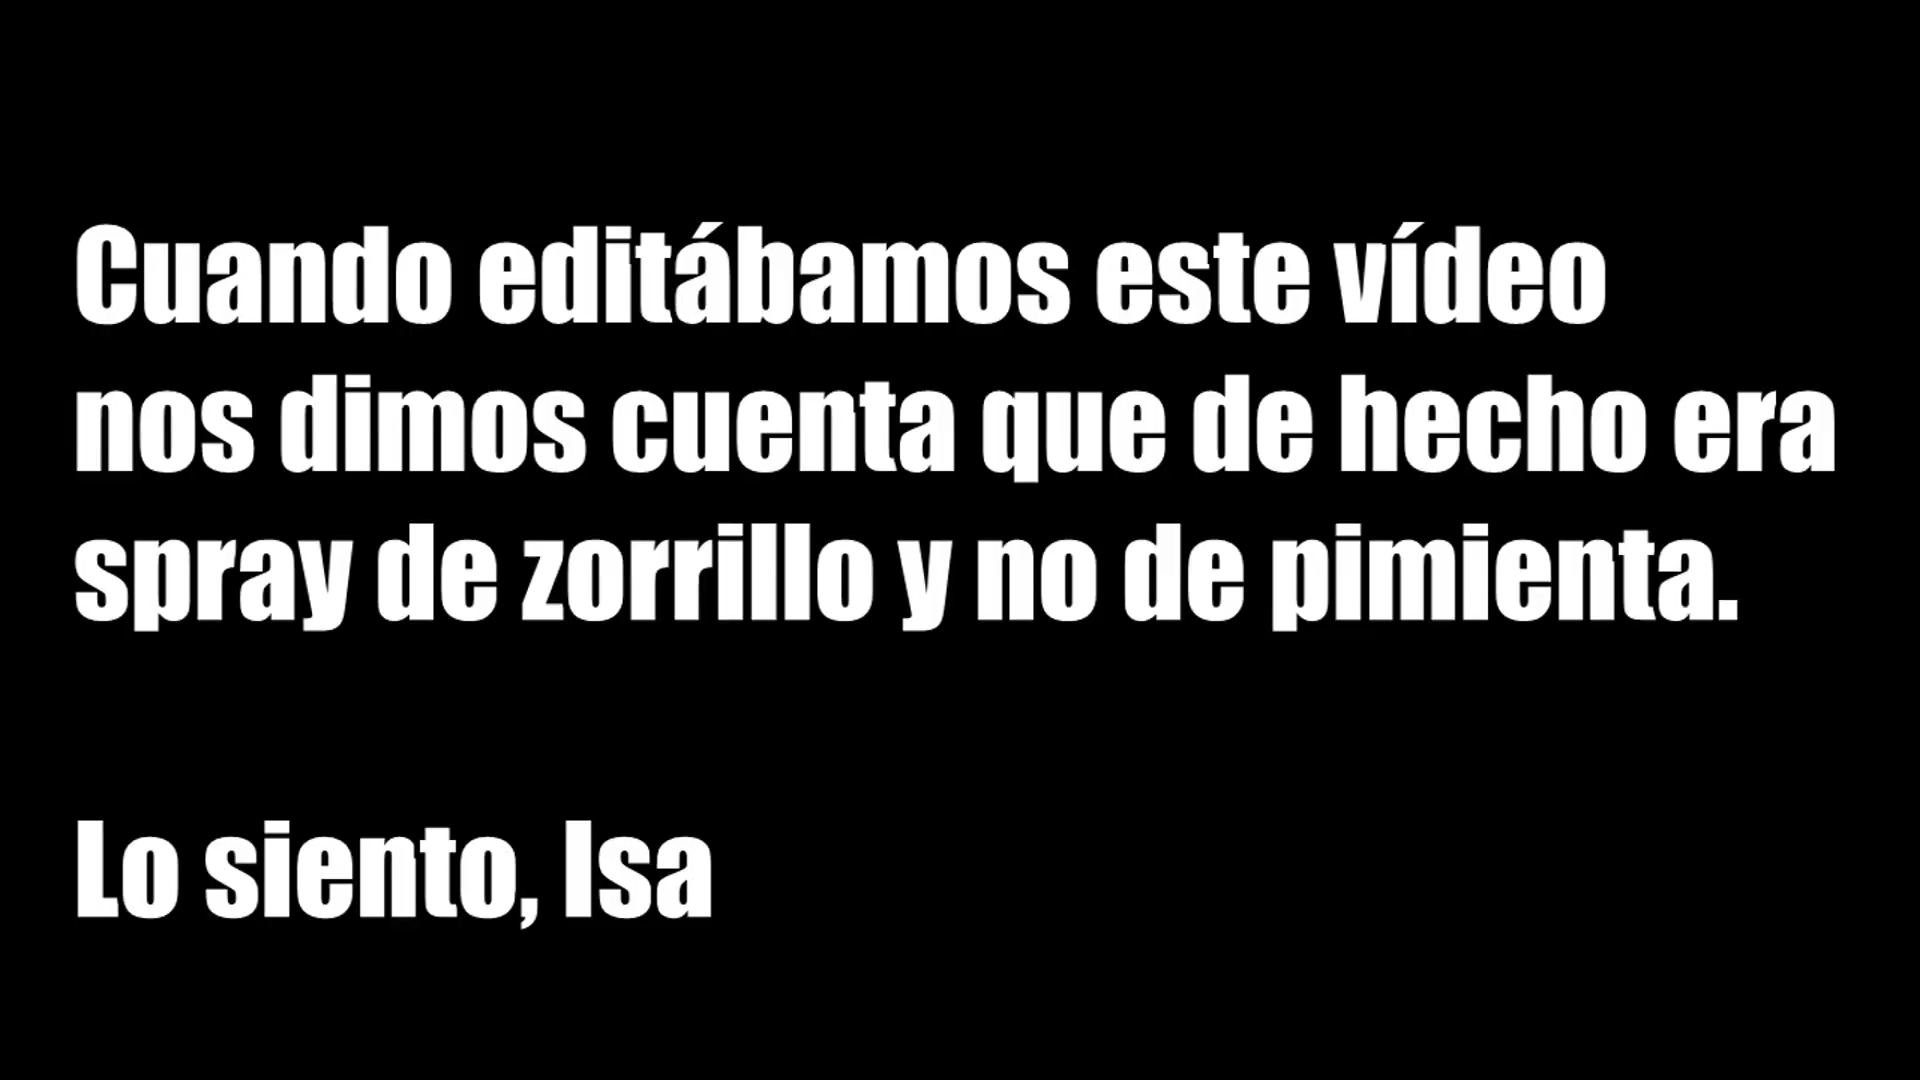 Cuando editábamos este vídeo
nos dimos cuenta que de hecho era
spray de zorrillo y no de pimienta.
Lo siento, Isa